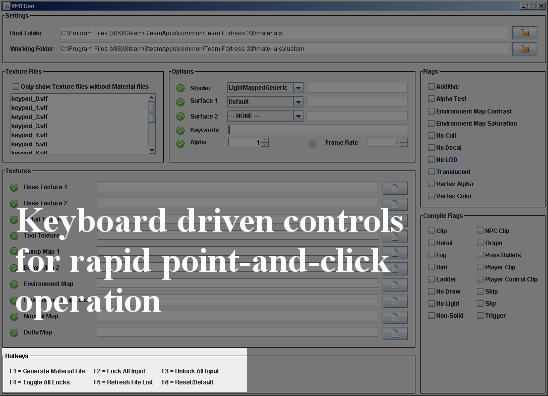 VMTGen
Settings
Root Folder C:\Program Files (x86)\Steam\SteamApps\common\Team Fortress 2\tf\materials
Working Folder C:\Program Files (x86)\Steam\SteamApps\common\Team Fortress 2\tf\materials\custom
Texture Files
Only show Texture files without Material files
keypad_0.vtf
keypad_1.vtf
keypad_2.vtf
keypad_3.vtf
keypad_4.vtf
keypad_5.vtf
Options
Shader LightMappedGeneric
Surface 1 Default
Surface 2 --- NONE ---
Keywords
Alpha 1 Frame Rate
Flags
Additive
Alpha Test
Environment Map Contrast
Environment Map Saturation
No Cull
No Decal
No LOD
Translucent
Vertex Alpha
Vertex Color
Textures
Base Texture 1
Base Texture 2
Tool Texture
Bump Map 1
Environment Map
Normal Map
DuDv Map
Keyboard driven controls
for rapid point-and-click
operation
Compile Flags
Clip NPC Clip
Detail Origin
Fog Pass Bullets
Hint Player Clip
Ladder Player Control Clip
No Draw Skip
No Light Sky
Non-Solid Trigger
Hotkeys
F1 = Generate Material File F2 = Lock All Input F3 = Unlock All Input
F4 = Toggle All Locks F5 = Refresh File List F6 = Reset/Default